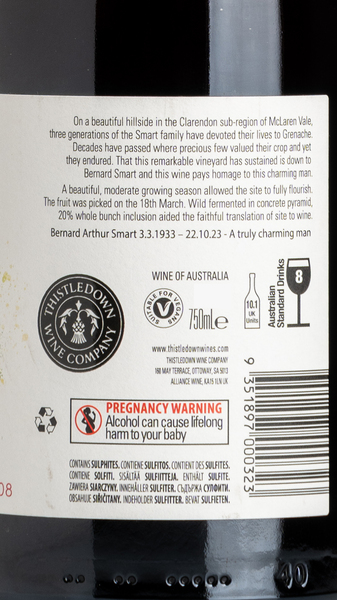 On a beautiful hillside in the Clarendon sub-region of McLaren Vale,
three generations of the Smart family have devoted their lives to Grenache.
Decades have passed where precious few valued their crop and yet
they endured. That this remarkable vineyard has sustained is down to
Bernard Smart and this wine pays homage to this charming man.
A beautiful, moderate growing season allowed the site to fully flourish.
The fruit was picked on the 18th March. Wild fermented in concrete pyramid,
20% whole bunch inclusion aided the faithful translation of site to wine.
Bernard Arthur Smart 3.3.1933 – 22.10.23 - A truly charming man
THISTLEDOWN
WINE COMPANY
WINE OF AUSTRALIA
SUITABLE FOR VEGANS
750ml e
10.1
UK
Units
Australian
Standard Drinks
8
www.thistledownwines.com
THISTLEDOWN WINE COMPANY
160 MAY TERRACE, OTTOWAY, SA 5013
ALLIANCE WINE, KA15 1LN UK
PREGNANCY WARNING
Alcohol can cause lifelong
harm to your baby
9 351897 000323
CONTAINS SULPHITES. CONTIENE SULFITOS. CONTIENT DES SULFITES.
CONTIENE SOLFITI. SISÄLTÄÄ SULFIITTEJA. ENTHÄLT SULFITE.
ZAWIERA SIARCZYNY. INNEHÅLLER SULFITER. СЪДЪРЖА СУЛФИТИ.
OBSAHUJE SIŘIČITANY. INDEHOLDER SULFITTER. BEVAT SULFIETEN.
08
40